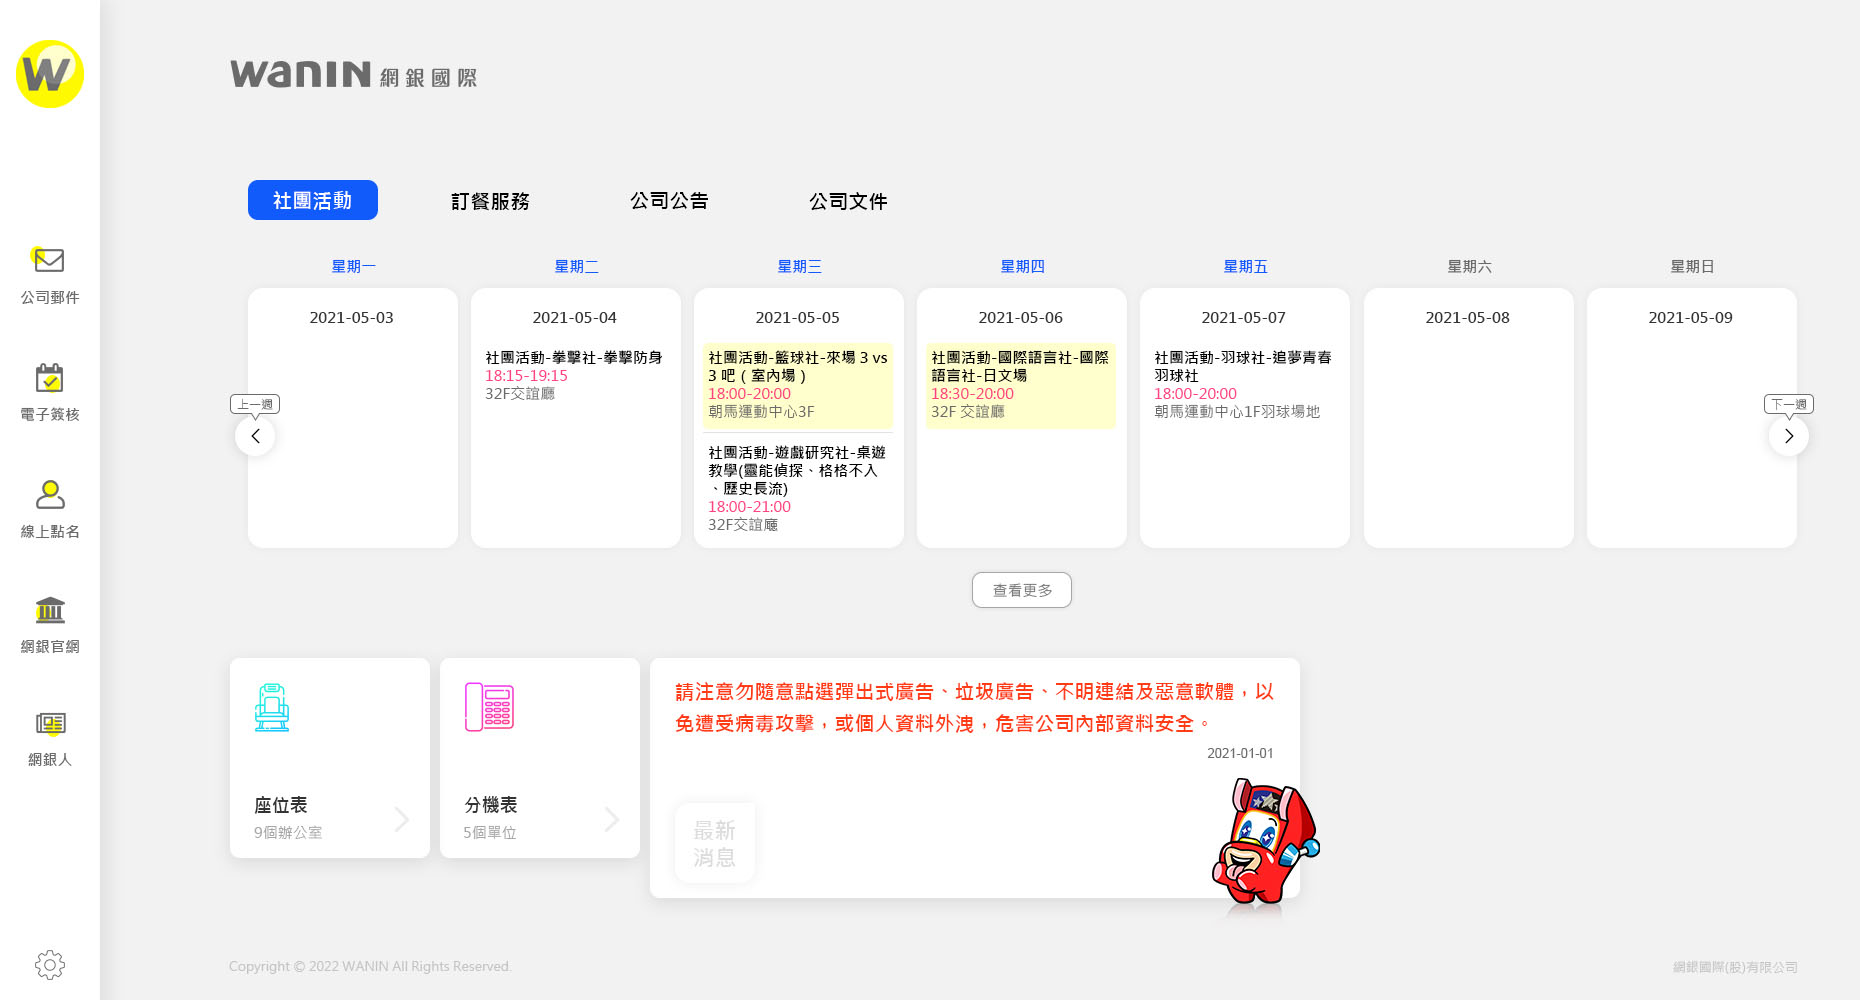 W
公司郵件
電子簽核
線上點名
網銀官網
網銀人
wanin 網銀國際
社團活動
訂餐服務
公司公告
公司文件
星期一
星期二
星期三
星期四
星期五
星期六
星期日
2021-05-03
2021-05-04
社團活動-拳擊社-拳擊防身
18:15-19:15
32F交誼廳
2021-05-05
社團活動-籃球社-來場 3 vs
3 吧 ( 室內場 )
18:00-20:00
朝馬運動中心3F
社團活動-遊戲研究社-桌遊
教學(靈能偵探、格格不入
、歷史長流)
18:00-21:00
32F交誼廳
2021-05-06
社團活動-國際語言社-國際
語言社-日文場
18:30-20:00
32F 交誼廳
2021-05-07
社團活動-羽球社-追夢青春
羽球社
18:00-20:00
朝馬運動中心1F羽球場地
2021-05-08
2021-05-09
上一週
下一週
查看更多
座位表
9個辦公室
分機表
5個單位
請注意勿隨意點選彈出式廣告、垃圾廣告、不明連結及惡意軟體，以
免遭受病毒攻擊，或個人資料外洩，危害公司內部資料安全。
2021-01-01
最新
消息
Copyright © 2022 WANIN All Rights Reserved.
網銀國際(股)有限公司